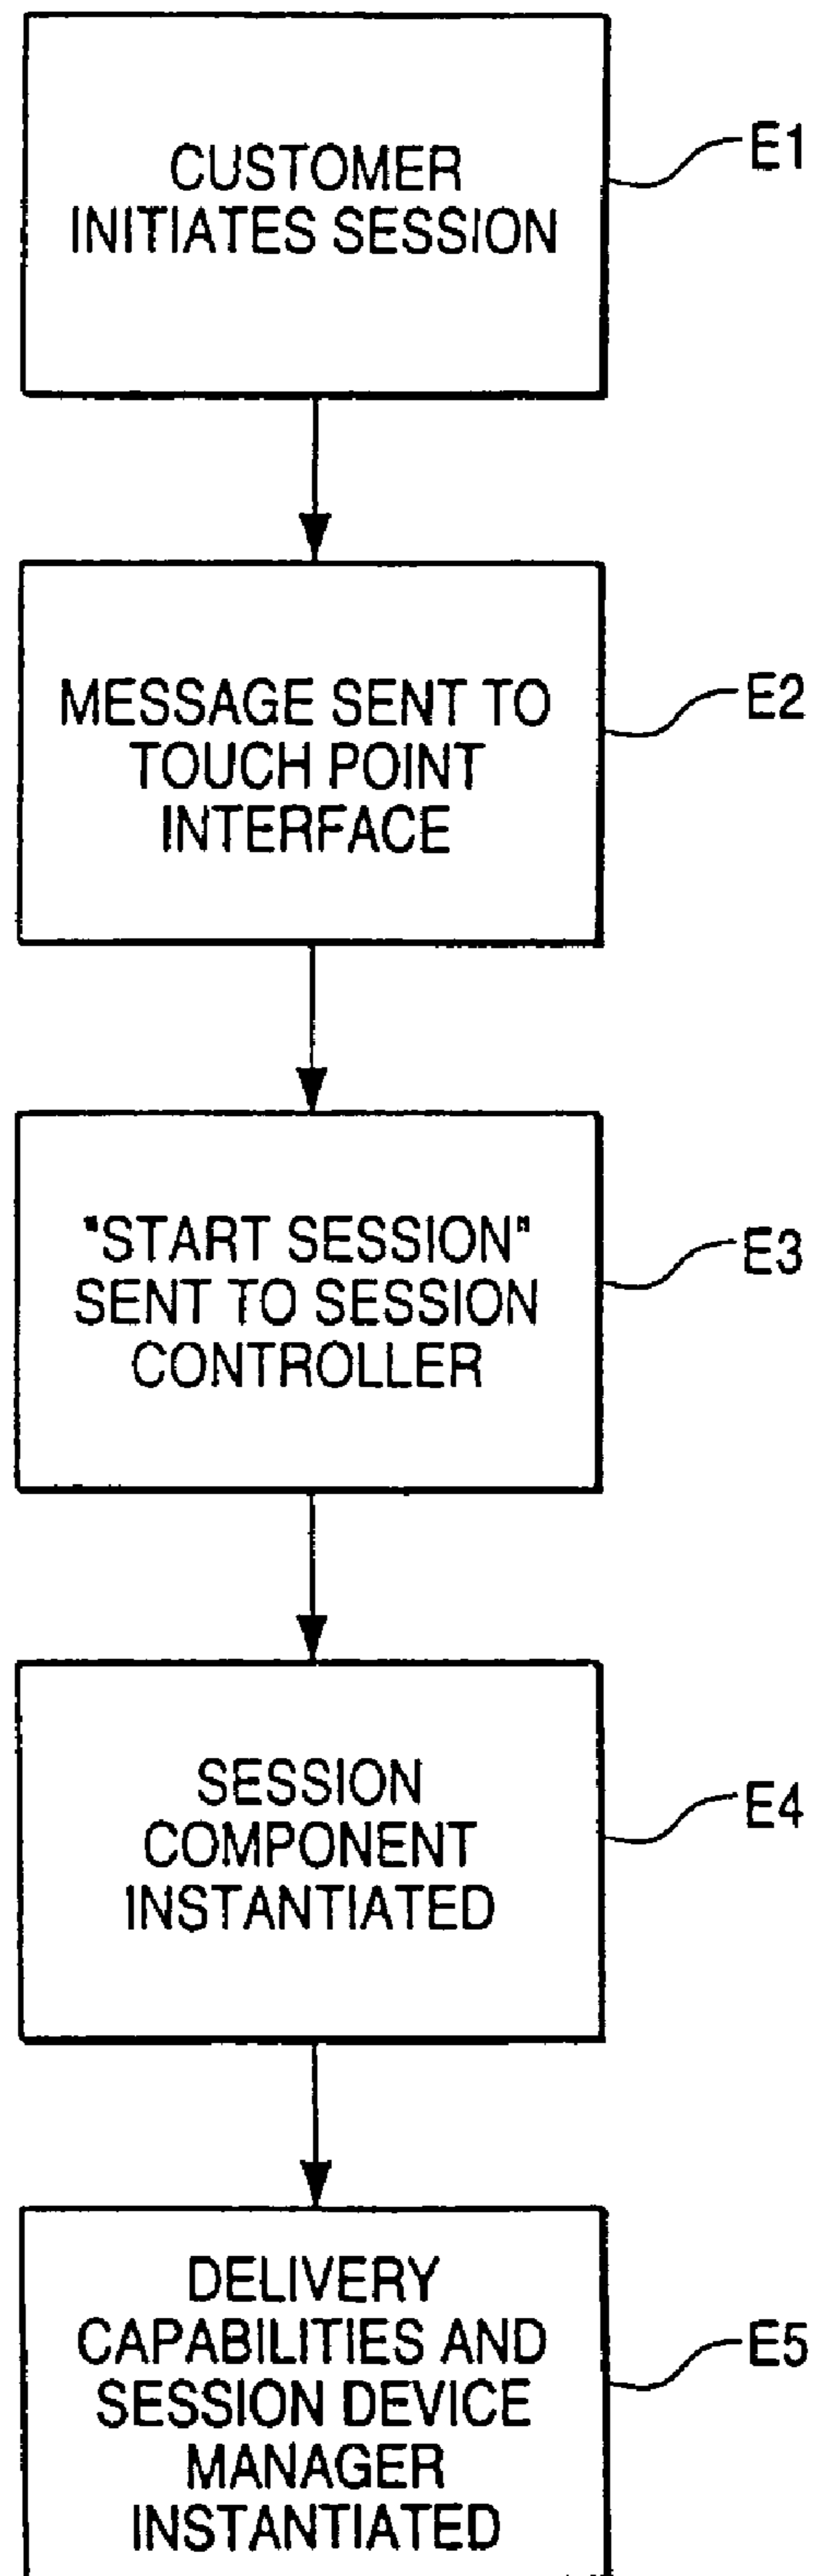 CUSTOMER
INITIATES SESSION
E1
MESSAGE SENT TO
TOUCH POINT
INTERFACE
E2
"START SESSION"
SENT TO SESSION
CONTROLLER
E3
SESSION
COMPONENT
INSTANTIATED
E4
DELIVERY
CAPABILITIES AND
SESSION DEVICE
MANAGER
INSTANTIATED
E5